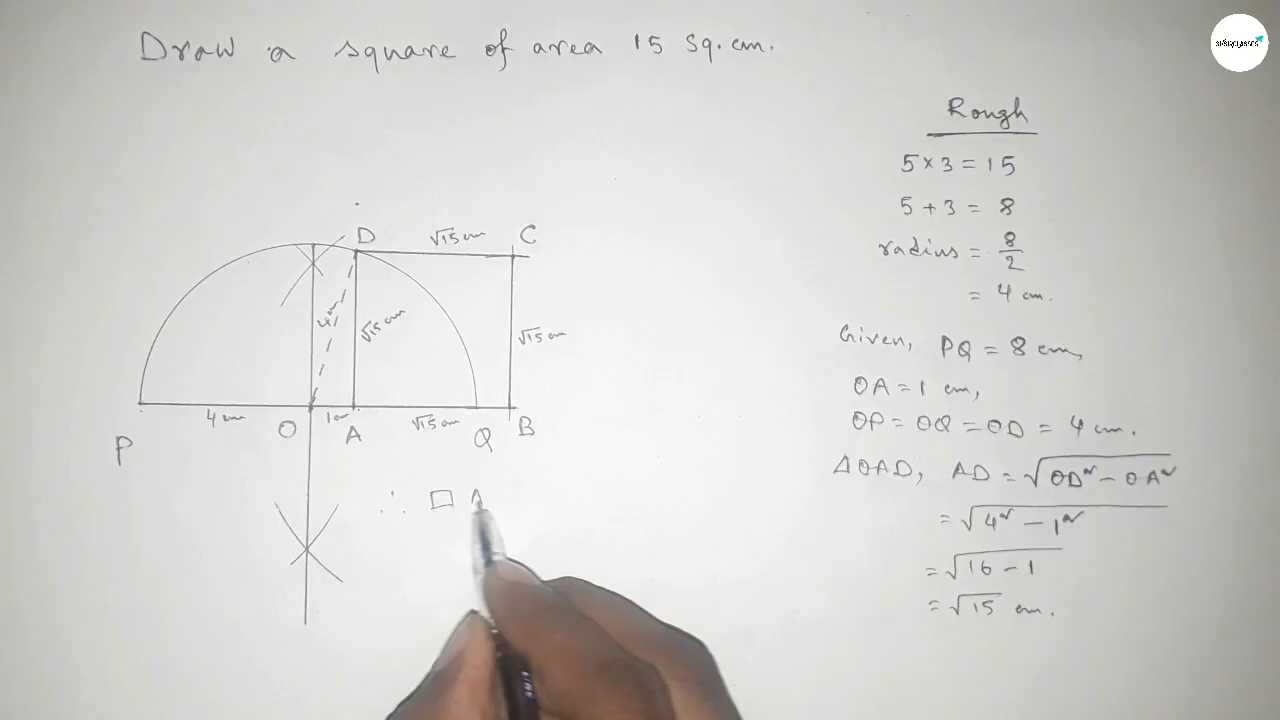 Draw a square of area 15 sq. cm.
Rough
5 × 3 = 15
5 + 3 = 8
radius = 8/2
= 4 cm.
Given, PQ = 8 cm,
OA = 1 cm,
OP = OQ = OD = 4 cm.
ΔOAD, AD = √OD² − OA²
= √4² − 1²
= √16 − 1
= √15 cm.
D √15 cm C
4 cm √15 cm √15 cm
4 cm 1 cm √15 cm
P O A Q B
∴ □ A